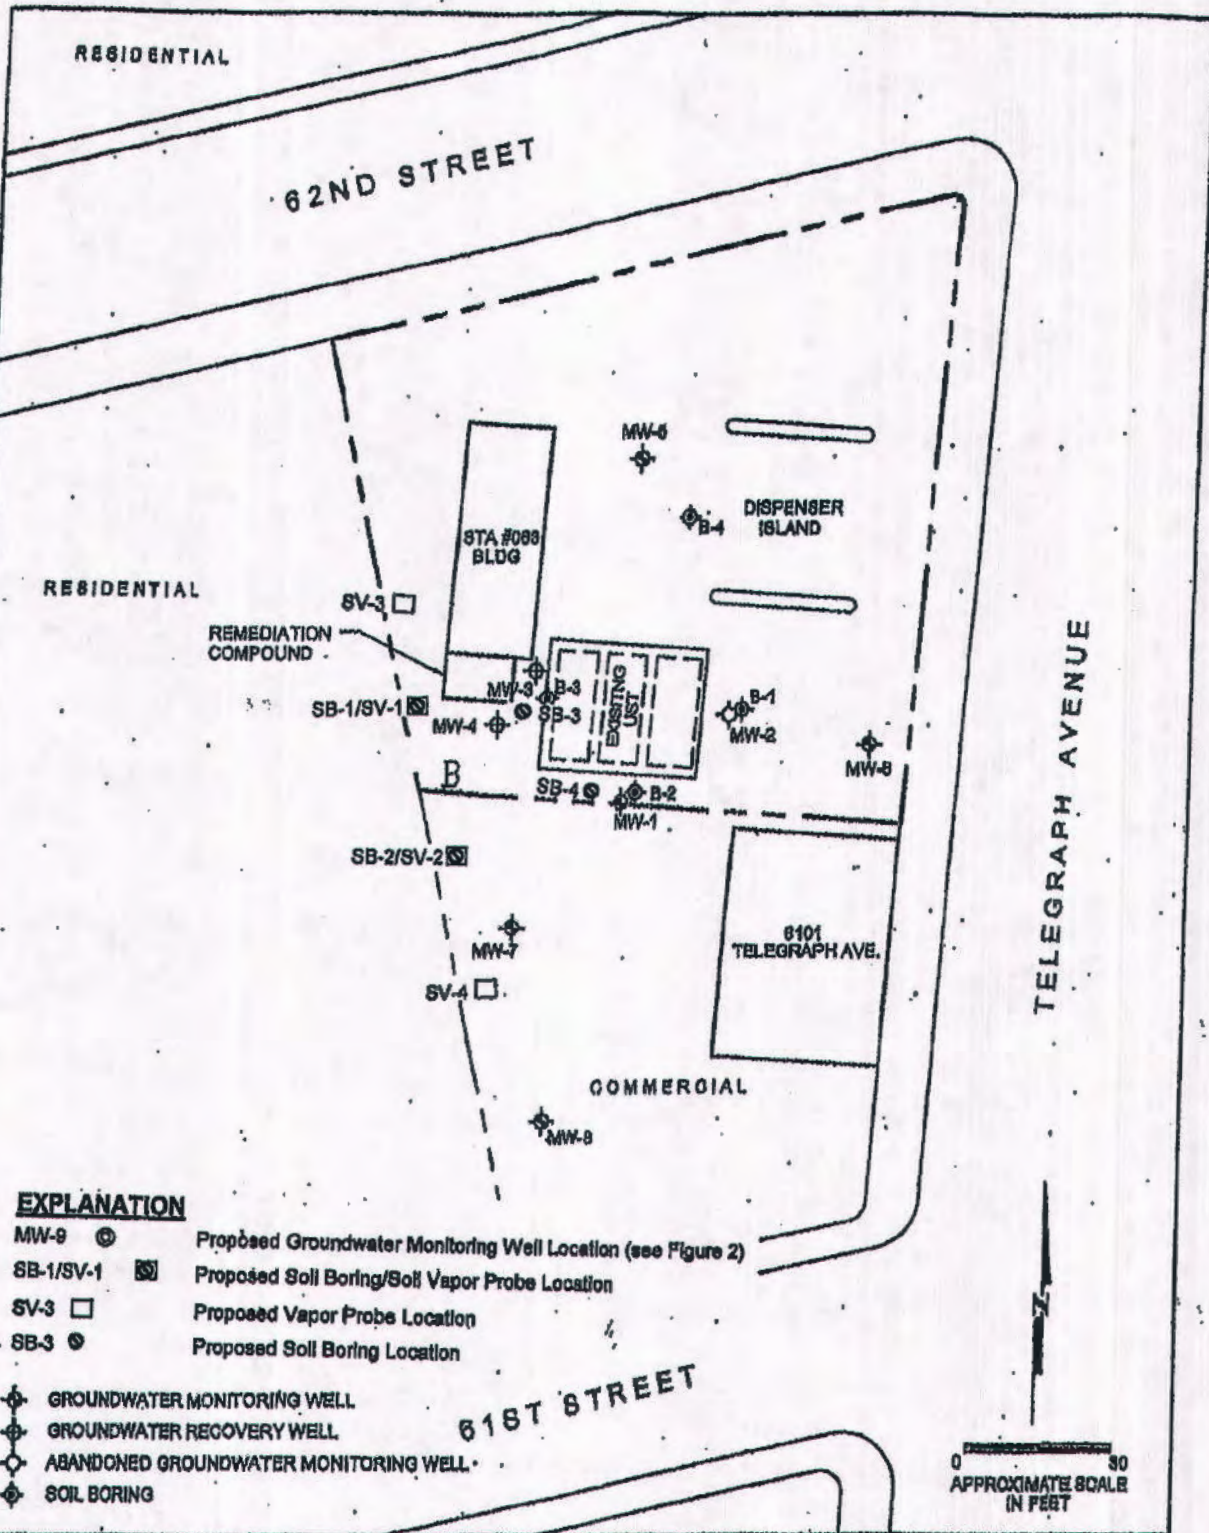 RESIDENTIAL
62ND STREET
MW-5
DISPENSER
ISLAND
B-4
STA #063
BLDG
RESIDENTIAL
SV-3
REMEDIATION
COMPOUND
MW-3
B-3
SB-1/SV-1
SB-3
MW-4
EXISITING
UST
B-1
MW-2
MW-6
B
SB-4
B-2
MW-1
SB-2/SV-2
6101
TELEGRAPH AVE.
MW-7
SV-4
TELEGRAPH AVENUE
COMMERCIAL
EXPLANATION
MW-9 Proposed Groundwater Monitoring Well Location (see Figure 2)
SB-1/SV-1 Proposed Soil Boring/Soil Vapor Probe Location
SV-3 Proposed Vapor Probe Location
SB-3 Proposed Soil Boring Location
GROUNDWATER MONITORING WELL
GROUNDWATER RECOVERY WELL
ABANDONED GROUNDWATER MONITORING WELL
SOIL BORING
61ST STREET
N
0 30
APPROXIMATE SCALE
IN FEET